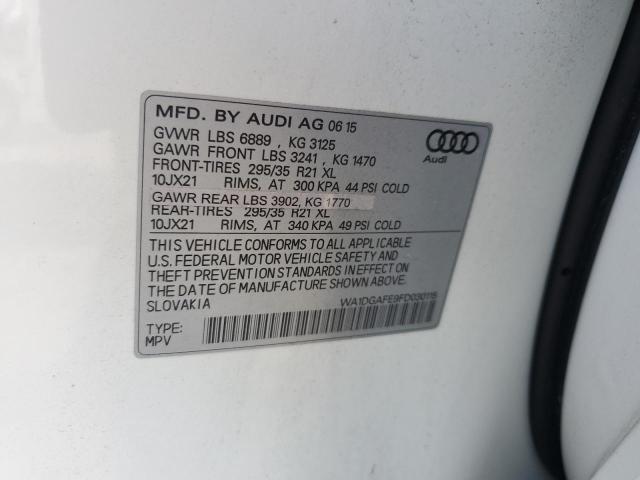 MFD. BY AUDI AG 06 15
GVWR LBS 6889 , KG 3125
GAWR FRONT LBS 3241 , KG 1470
FRONT-TIRES 295/35 R21 XL
10JX21 RIMS, AT 300 KPA 44 PSI COLD
GAWR REAR LBS 3902, KG 1770
REAR-TIRES 295/35 R21 XL
10JX21 RIMS, AT 340 KPA 49 PSI COLD
THIS VEHICLE CONFORMS TO ALL APPLICABLE
U.S. FEDERAL MOTOR VEHICLE SAFETY AND
THEFT PREVENTION STANDARDS IN EFFECT ON
THE DATE OF MANUFACTURE SHOWN ABOVE.
SLOVAKIA
WA1DGAFE9FD030115
TYPE:
MPV
Audi